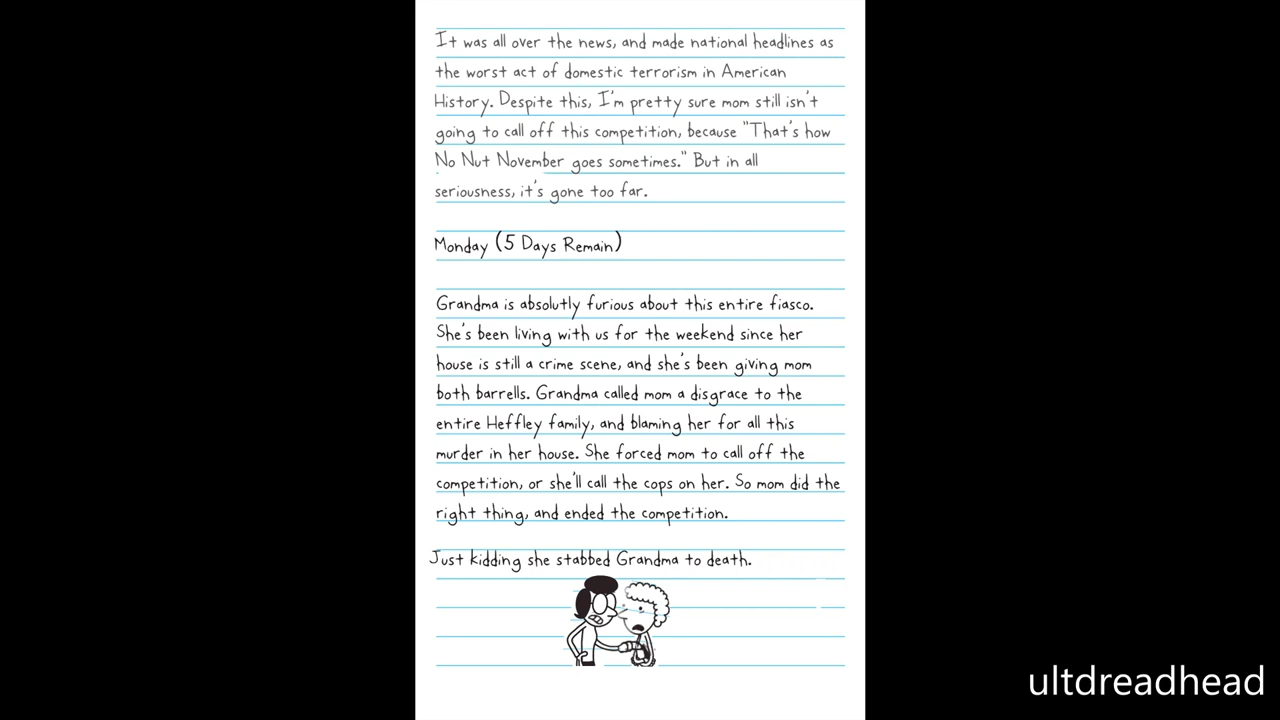 It was all over the news, and made national headlines as
the worst act of domestic terrorism in American
History. Despite this, I'm pretty sure mom still isn't
going to call off this competition, because "That's how
No Nut November goes sometimes." But in all
seriousness, it's gone too far.
Monday (5 Days Remain)
Grandma is absolutly furious about this entire fiasco.
She's been living with us for the weekend since her
house is still a crime scene, and she's been giving mom
both barrells. Grandma called mom a disgrace to the
entire Heffley family, and blaming her for all this
murder in her house. She forced mom to call off the
competition, or she'll call the cops on her. So mom did the
right thing, and ended the competition.
Just kidding she stabbed Grandma to death.
ultdreadhead